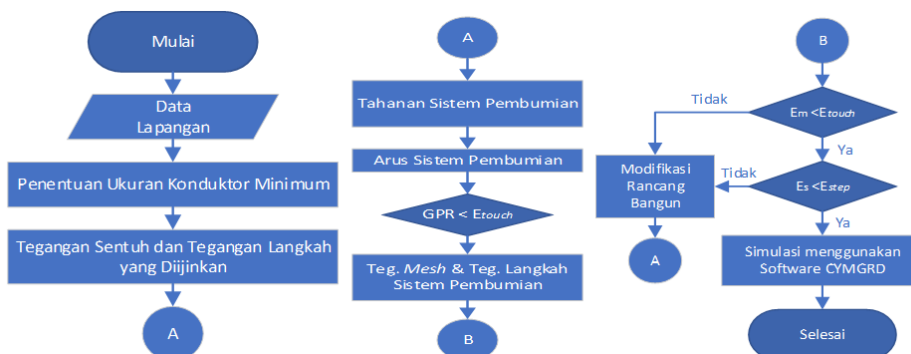 Mulai
Data
Lapangan
Penentuan Ukuran Konduktor Minimum
Tegangan Sentuh dan Tegangan Langkah
yang Diijinkan
A
A
Tahanan Sistem Pembumian
Arus Sistem Pembumian
GPR < Etouch
Teg. Mesh & Teg. Langkah
Sistem Pembumian
B
B
Em <Etouch
Tidak
Ya
Es <Estep
Tidak
Ya
Modifikasi
Rancang
Bangun
A
Simulasi menggunakan
Software CYMGRD
Selesai